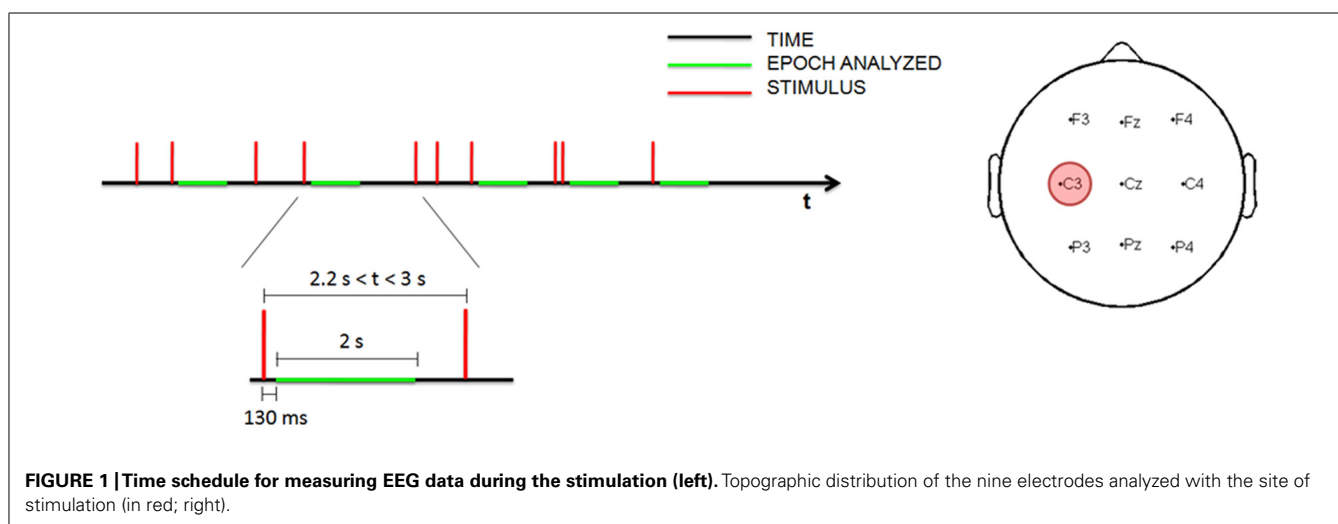 TIME
EPOCH ANALYZED
STIMULUS
t
2.2 s < t < 3 s
2 s
130 ms
F3 Fz F4
C3 Cz C4
P3 Pz P4
FIGURE 1 | Time schedule for measuring EEG data during the stimulation (left). Topographic distribution of the nine electrodes analyzed with the site of
stimulation (in red; right).